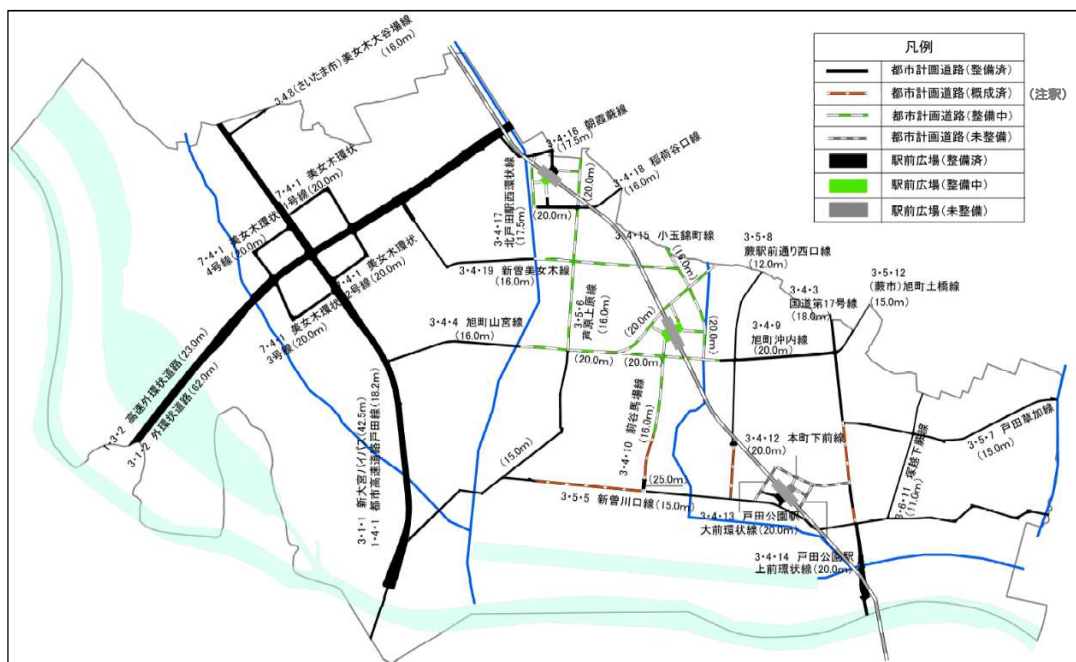 凡例
都市計画道路(整備済)
都市計画道路(概成済)
(注釈)
都市計画道路(整備中)
都市計画道路(未整備)
駅前広場(整備済)
駅前広場(整備中)
駅前広場(未整備)
3.4.8(さいたま市)美女木大谷場線
(16.0m)
3・4・16 朝霞蕨線
(17.5m)
3・4・18 稲荷谷口線
(16.0m)
(20.0m)
(20.0m)
3・4・17
北戸田駅西環状線
(17.5m)
7・4・1 美女木環状
1号線(20.0m)
7・4・1 美女木環状
4号線(20.0m)
7・4・1 美女木環状
2号線(20.0m)
7・4・1 美女木環状
3号線(20.0m)
3・4・15 小玉錦町線
(16.0m)
3・5・8
蕨駅前通り西口線
(12.0m)
3・5・12
(蕨市)旭町土橋線
(15.0m)
3・4・3
国道第17号線
(18.0m)
3・4・19 新曽美女木線
(16.0m)
3・5・6
芦原上原線
(16.0m)
3・4・4 旭町山宮線
(16.0m)
(20.0m)
(20.0m)
(20.0m)
(20.0m)
3・4・9
旭町沖内線
(20.0m)
1・3・2 高速外環状道路(23.0m)
3・1・2 外環状道路(62.0m)
3・1・1 新大宮バイパス(42.5m)
1・4・1 都市高速道路戸田線(18.2m)
(15.0m)
3・4・10 前谷馬場線
(16.0m)
(25.0m)
3・5・5 新曽川口線(15.0m)
3・4・12 本町下前線
(20.0m)
3・5・7 戸田草加線
(15.0m)
3・6・11 塚越下前線
(11.0m)
3・4・13 戸田公園駅
大前環状線(20.0m)
3・4・14 戸田公園駅
上前環状線(20.0m)